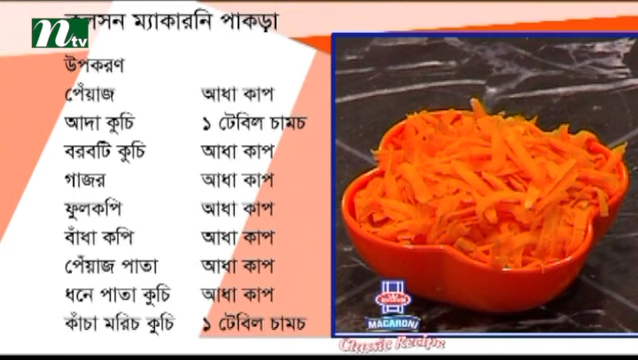 কুলসন ম্যাকারনি পাকড়া
ntv
উপকরণ
পেঁয়াজ আধা কাপ
আদা কুচি ১ টেবিল চামচ
বরবটি কুচি আধা কাপ
গাজর আধা কাপ
ফুলকপি আধা কাপ
বাঁধা কপি আধা কাপ
পেঁয়াজ পাতা আধা কাপ
ধনে পাতা কুচি আধা কাপ
কাঁচা মরিচ কুচি ১ টেবিল চামচ
MACARONI
Classic Recipe